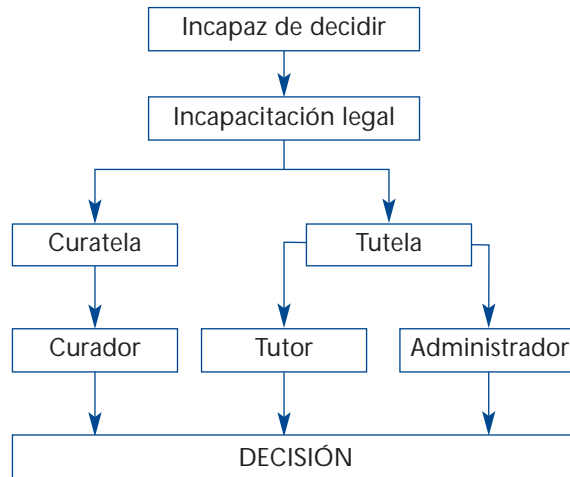 Incapaz de decidir
Incapacitación legal
Curatela
Tutela
Curador
Tutor
Administrador
DECISIÓN